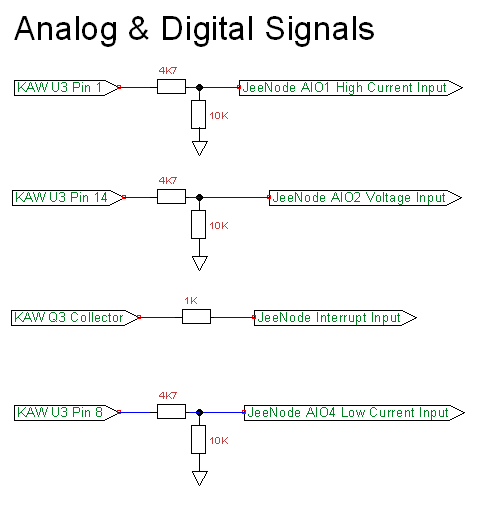 Analog & Digital Signals
4K7
KAW U3 Pin 1
JeeNode AIO1 High Current Input
10K
4K7
KAW U3 Pin 14
JeeNode AIO2 Voltage Input
10K
1K
KAW Q3 Collector
JeeNode Interrupt Input
4K7
KAW U3 Pin 8
JeeNode AIO4 Low Current Input
10K